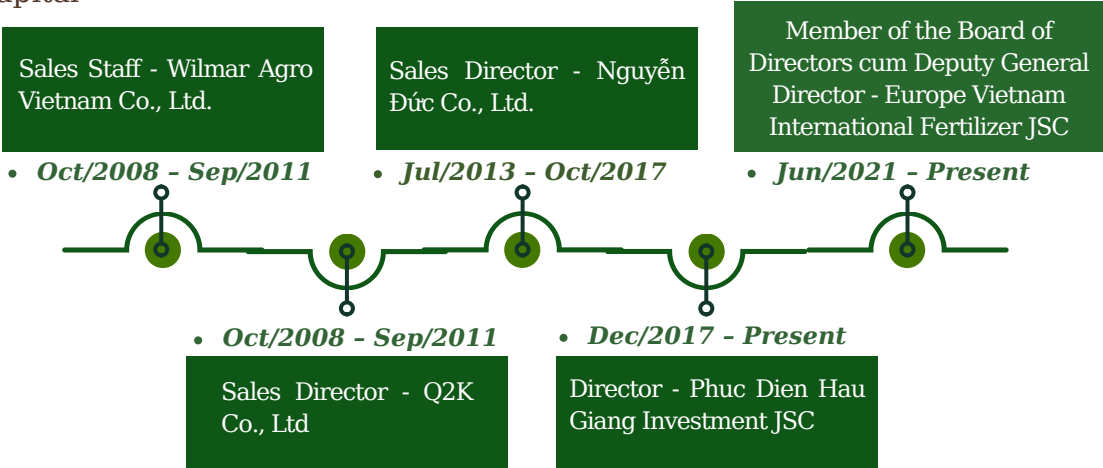 Sales Staff - Wilmar Agro
Vietnam Co., Ltd.
• Oct/2008 – Sep/2011
Sales Director - Nguyễn
Đức Co., Ltd.
• Jul/2013 – Oct/2017
Member of the Board of
Directors cum Deputy General
Director - Europe Vietnam
International Fertilizer JSC
• Jun/2021 – Present
• Oct/2008 – Sep/2011
Sales Director - Q2K
Co., Ltd
• Dec/2017 – Present
Director - Phuc Dien Hau
Giang Investment JSC